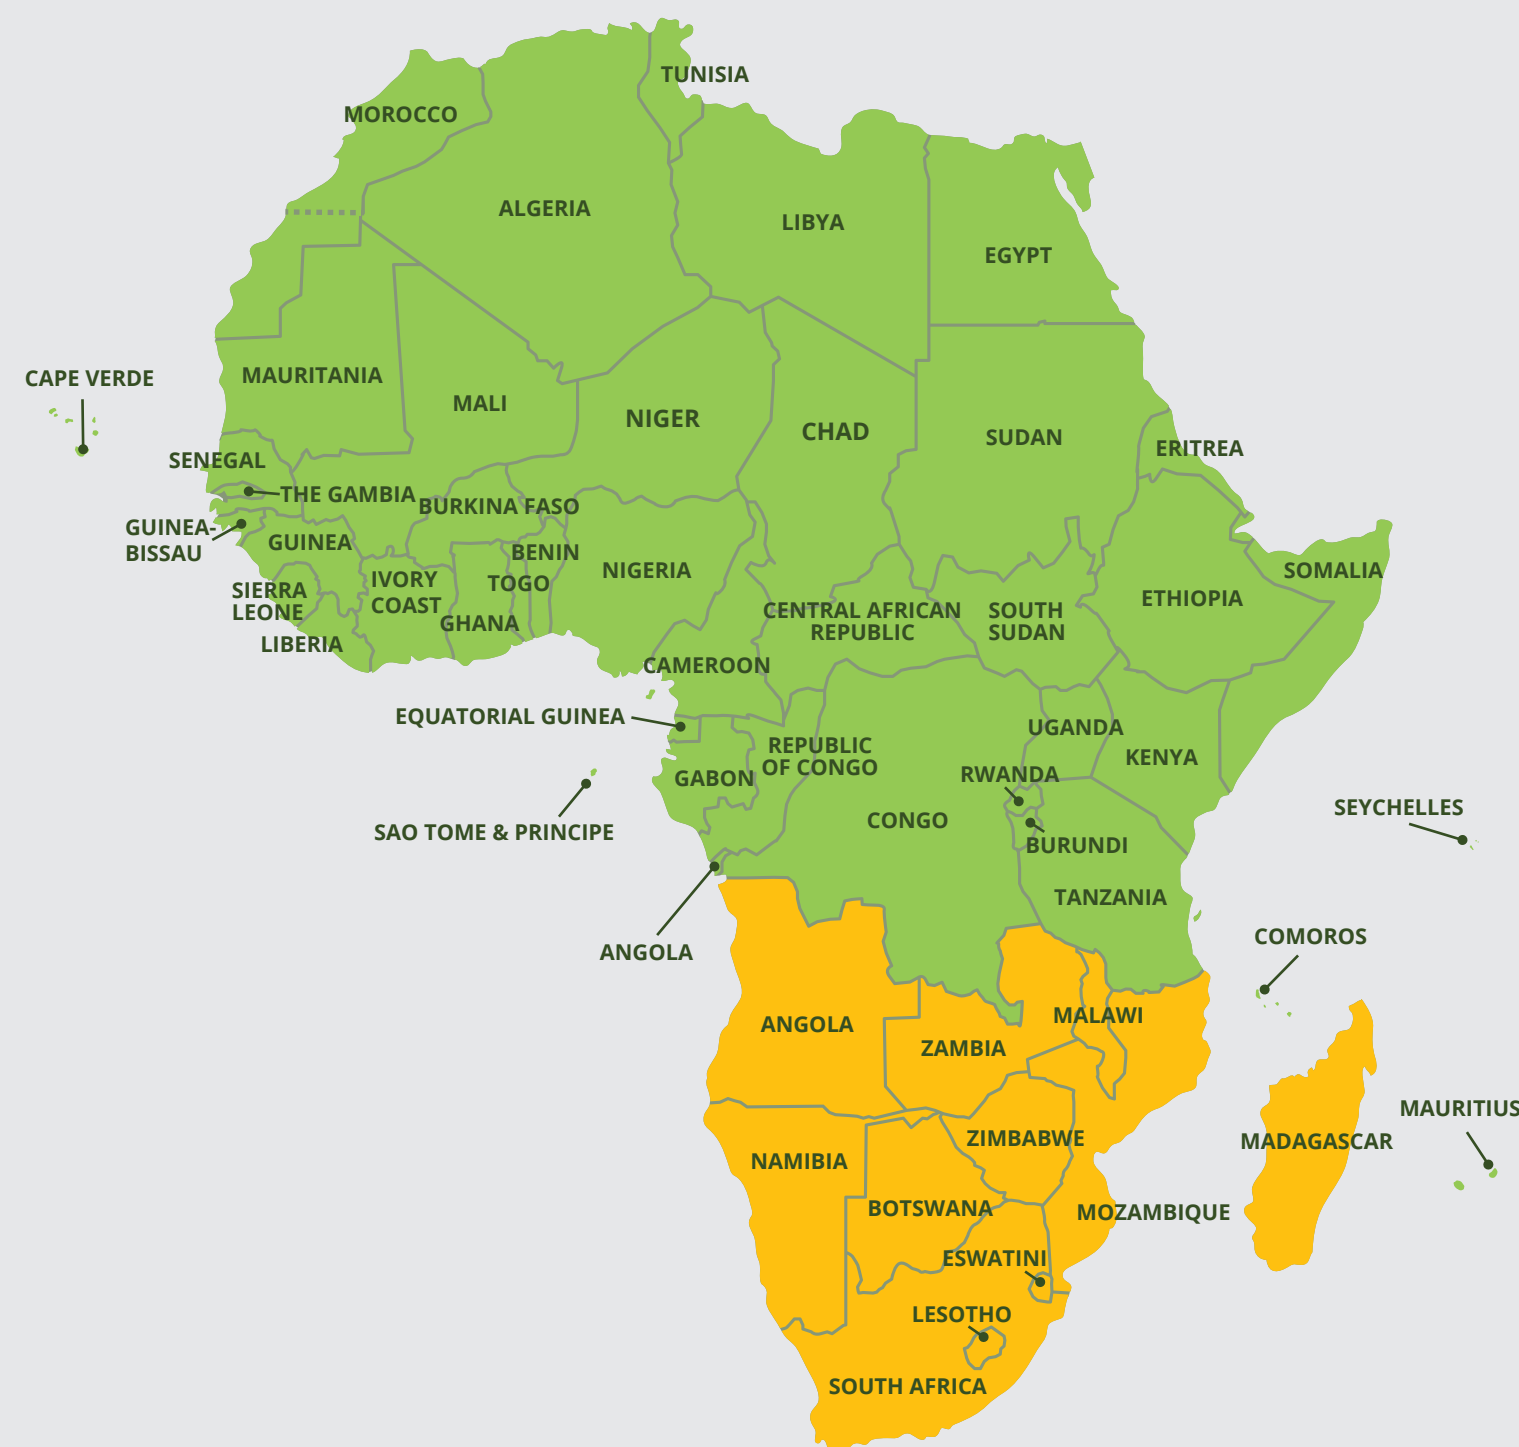 TUNISIA
MOROCCO
ALGERIA
LIBYA
EGYPT
CAPE VERDE
MAURITANIA
MALI
NIGER
CHAD
SUDAN
ERITREA
SENEGAL
THE GAMBIA
BURKINA FASO
GUINEA-
BISSAU
GUINEA
BENIN
NIGERIA
SOMALIA
SIERRA
LEONE
IVORY
COAST
TOGO
GHANA
LIBERIA
CENTRAL AFRICAN
REPUBLIC
SOUTH
SUDAN
ETHIOPIA
CAMEROON
EQUATORIAL GUINEA
REPUBLIC
OF CONGO
UGANDA
KENYA
GABON
RWANDA
SAO TOME & PRINCIPE
CONGO
BURUNDI
SEYCHELLES
TANZANIA
ANGOLA
COMOROS
ANGOLA
ZAMBIA
MALAWI
MAURITIUS
MADAGASCAR
ZIMBABWE
NAMIBIA
BOTSWANA
MOZAMBIQUE
ESWATINI
LESOTHO
SOUTH AFRICA